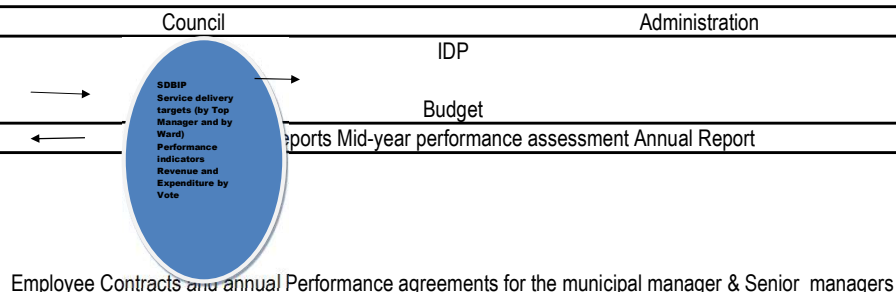 Council Administration
IDP
SDBIP
Service delivery
targets (by Top
Manager and by
Ward)
Performance
indicators
Revenue and
Expenditure by
Vote
Budget
eports Mid-year performance assessment Annual Report
Employee Contracts and annual Performance agreements for the municipal manager & Senior managers